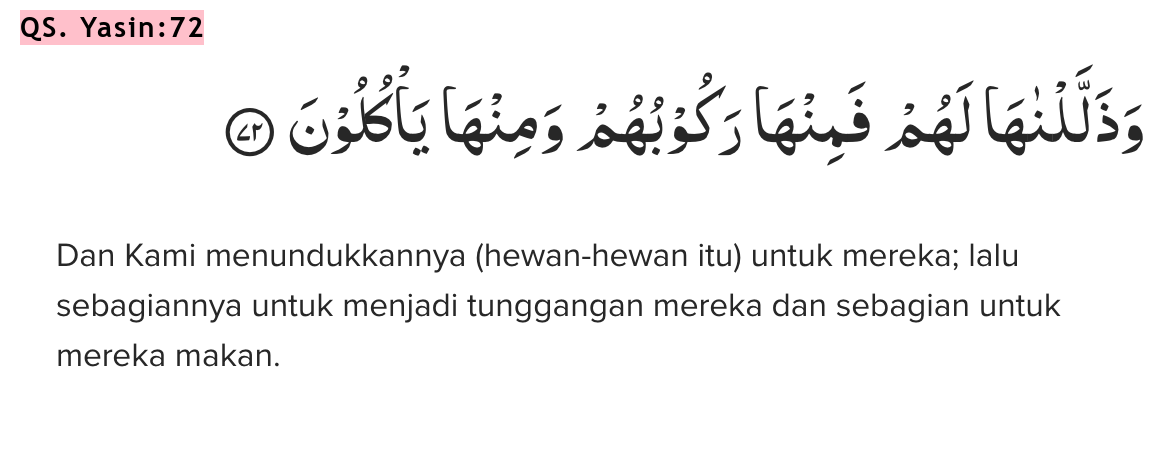 QS. Yasin:72
وَذَلَّلْنٰهَا لَهُمْ فَمِنْهَا رَكُوْبُهُمْ وَمِنْهَا يَأْكُلُوْنَ ٧٢
Dan Kami menundukkannya (hewan-hewan itu) untuk mereka; lalu
sebagiannya untuk menjadi tunggangan mereka dan sebagian untuk
mereka makan.